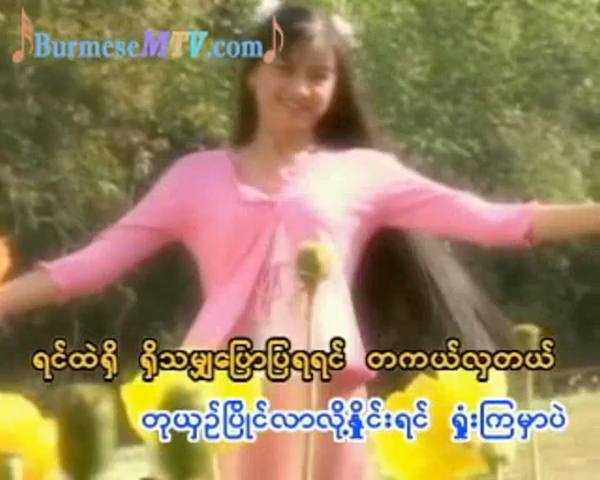 BurmeseMTV.com
ရင်ထဲရှိ ရှိသမျှပြောပြရရင် တကယ်လှတယ်
တုယှဉ်ပြိုင်လာလို့နှိုင်းရင် ရှုံးကြမှာပဲ